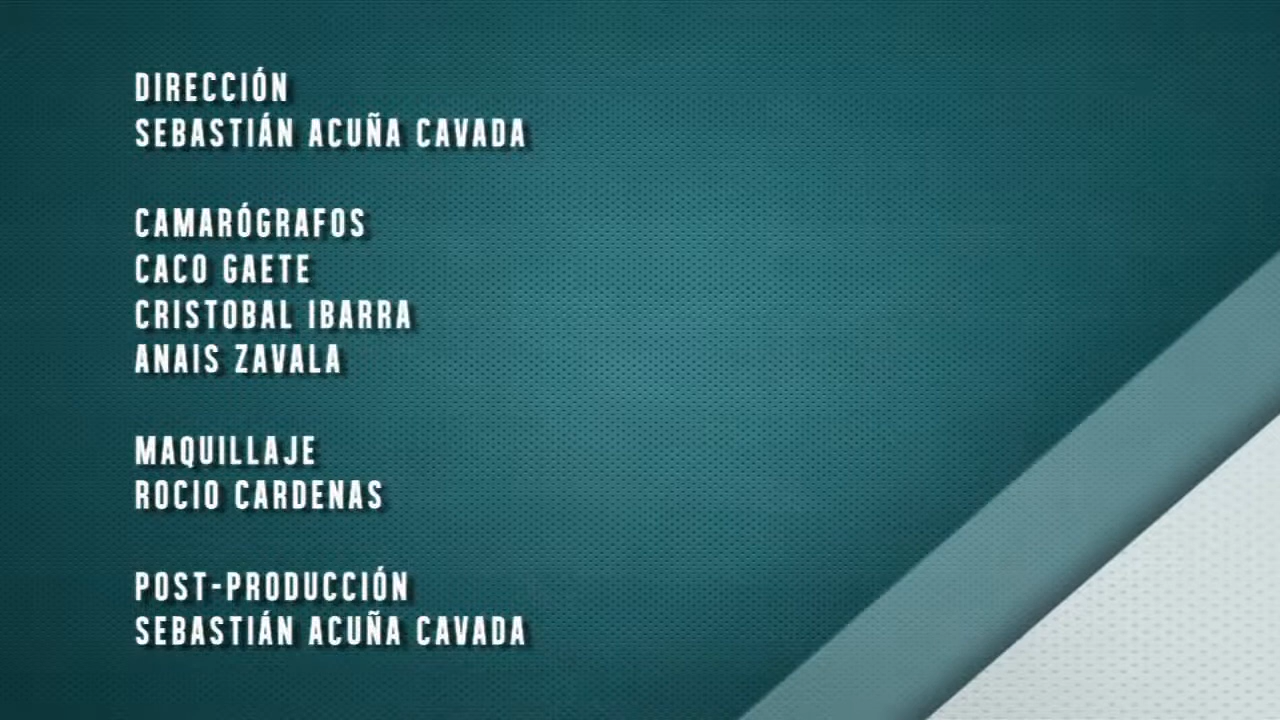 DIRECCIÓN
SEBASTIÁN ACUÑA CAVADA
CAMARÓGRAFOS
CACO GAETE
CRISTOBAL IBARRA
ANAIS ZAVALA
MAQUILLAJE
ROCIO CARDENAS
POST-PRODUCCIÓN
SEBASTIÁN ACUÑA CAVADA